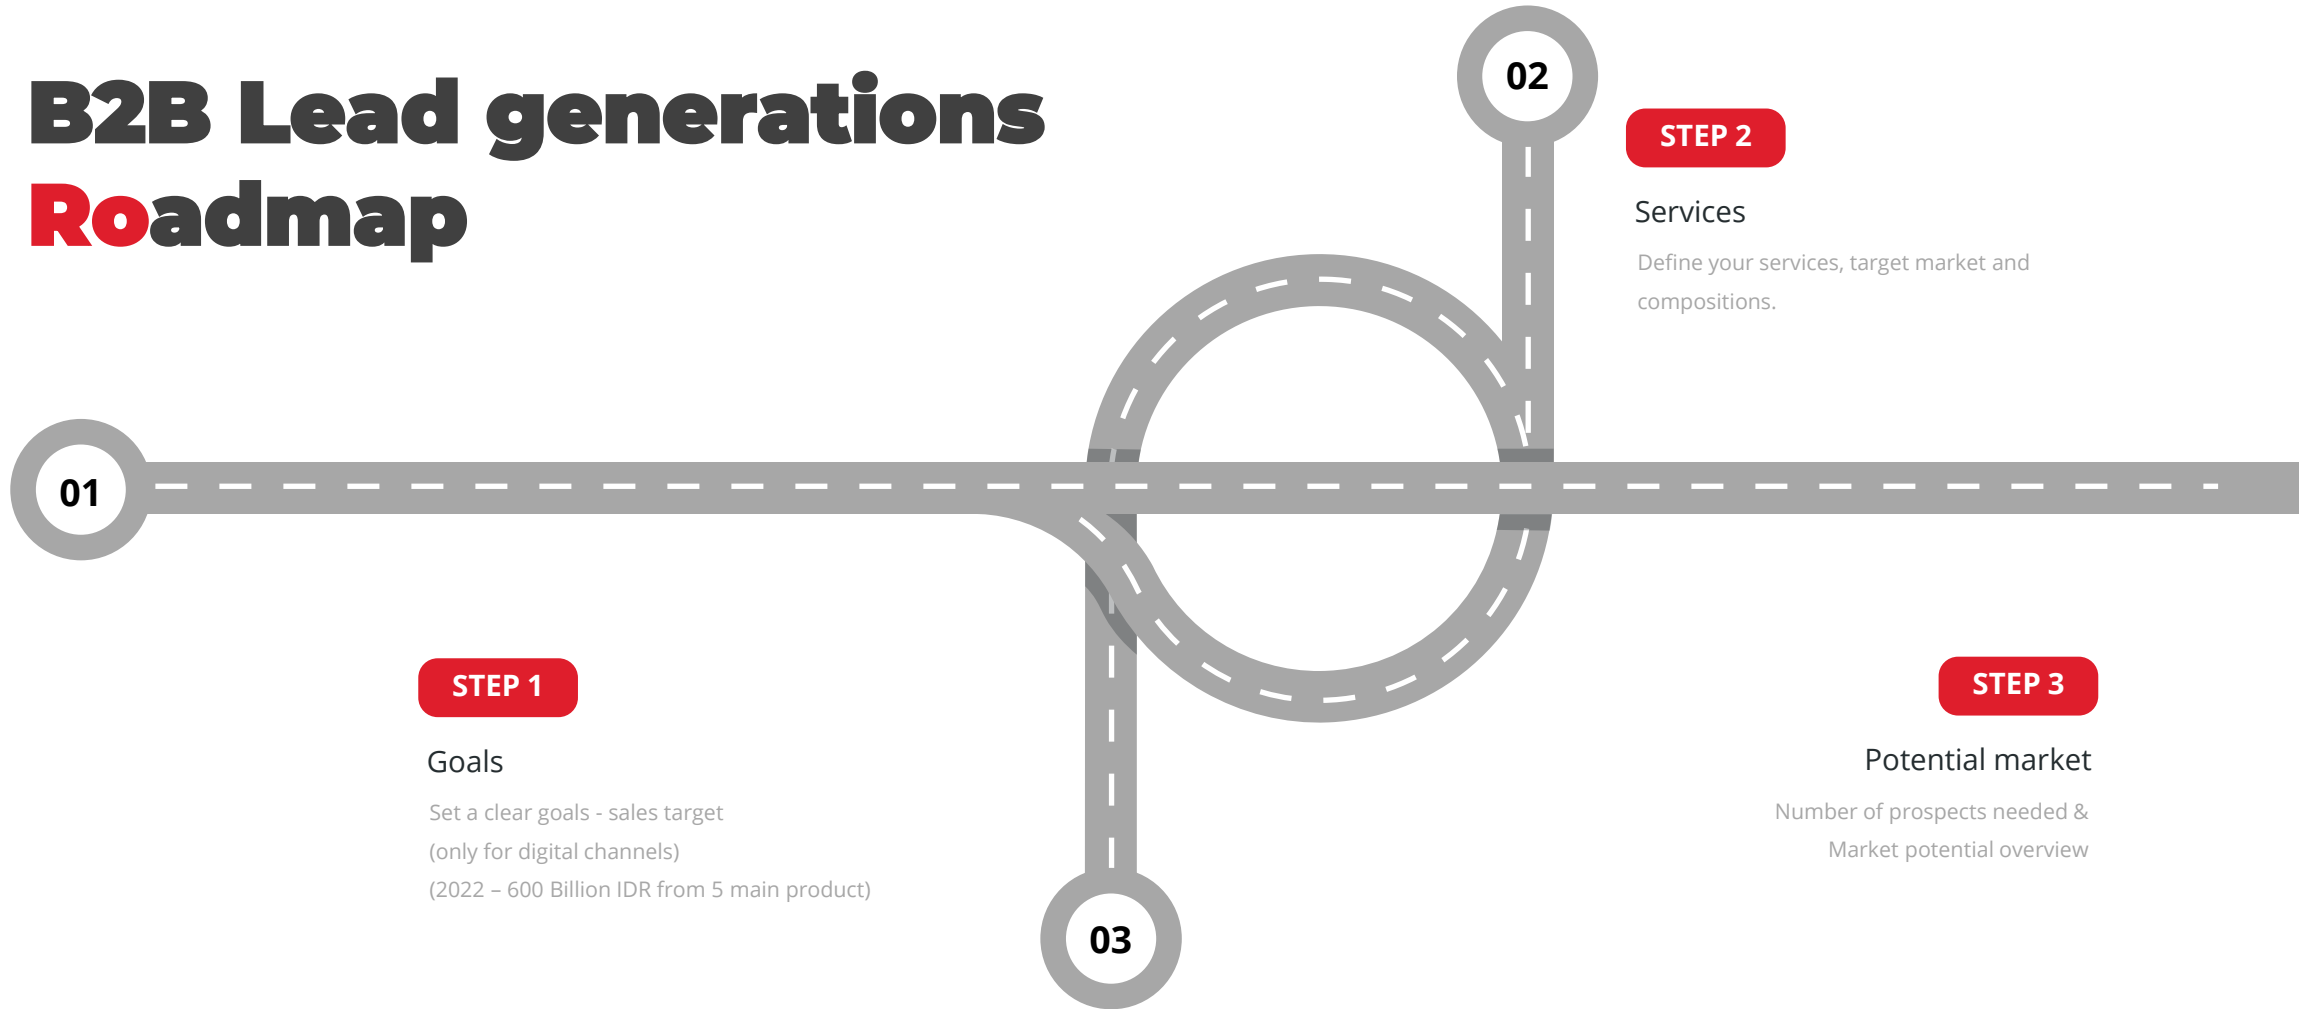 B2B Lead generations
Roadmap
01
STEP 1
Goals
Set a clear goals - sales target
(only for digital channels)
(2022 – 600 Billion IDR from 5 main product)
02
STEP 2
Services
Define your services, target market and
compositions.
03
STEP 3
Potential market
Number of prospects needed &
Market potential overview